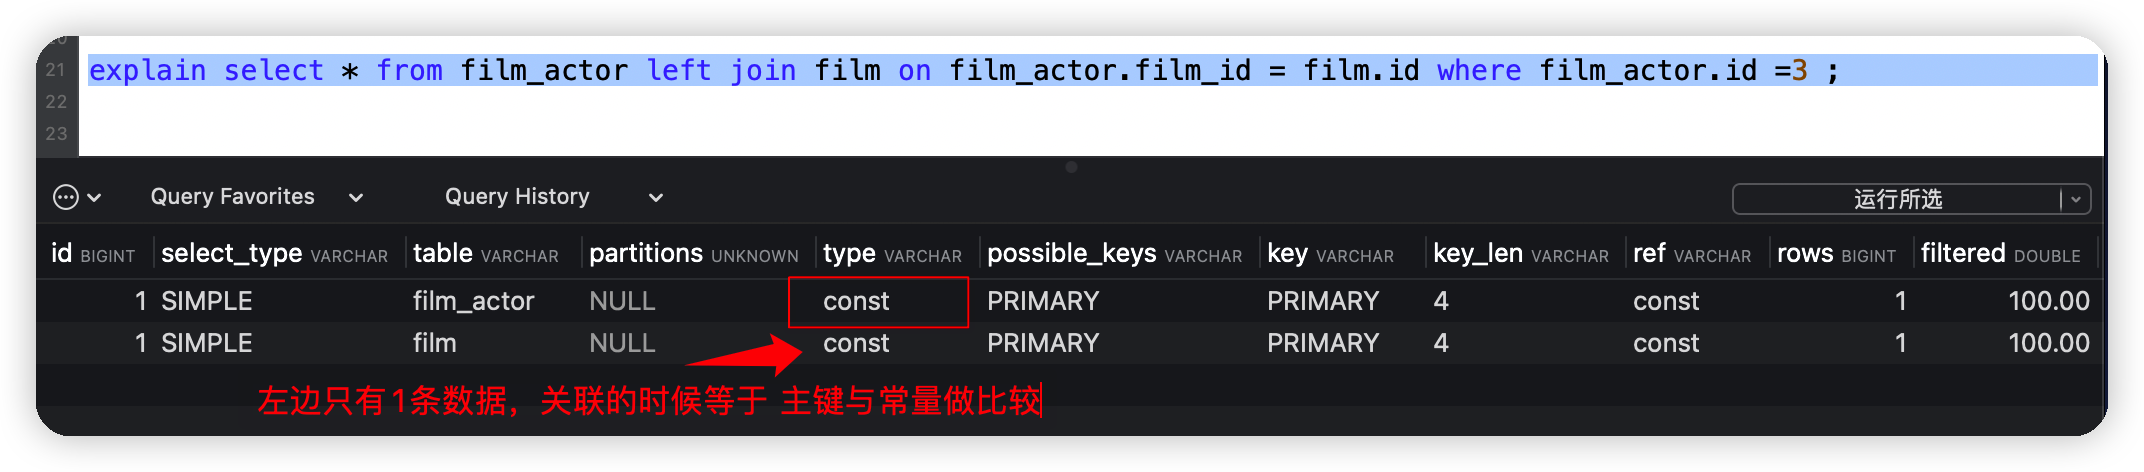 20
21 explain select * from film_actor left join film on film_actor.film_id = film.id where film_actor.id =3 ;
22
23
Query Favorites Query History 运行所选
id BIGINT select_type VARCHAR table VARCHAR partitions UNKNOWN type VARCHAR possible_keys VARCHAR key VARCHAR key_len VARCHAR ref VARCHAR rows BIGINT filtered DOUBLE
1 SIMPLE film_actor NULL const PRIMARY PRIMARY 4 const 1 100.00
1 SIMPLE film NULL const PRIMARY PRIMARY 4 const 1 100.00
左边只有1条数据，关联的时候等于 主键与常量做比较